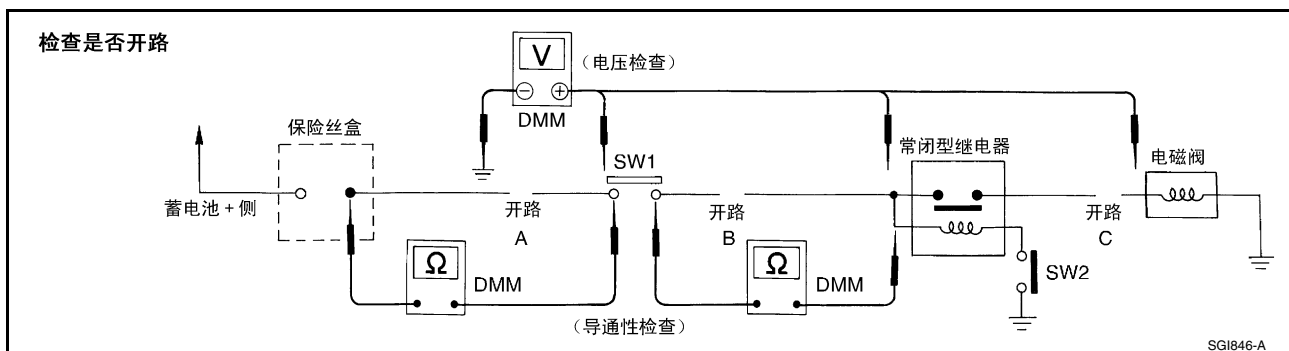 检查是否开路
V
(电压检查)
⊖ ⊕
DMM
保险丝盒
SW1
常闭型继电器
电磁阀
蓄电池+侧
开路
A
开路
B
开路
C
Ω
DMM
Ω
DMM
SW2
(导通性检查)
SGI846-A